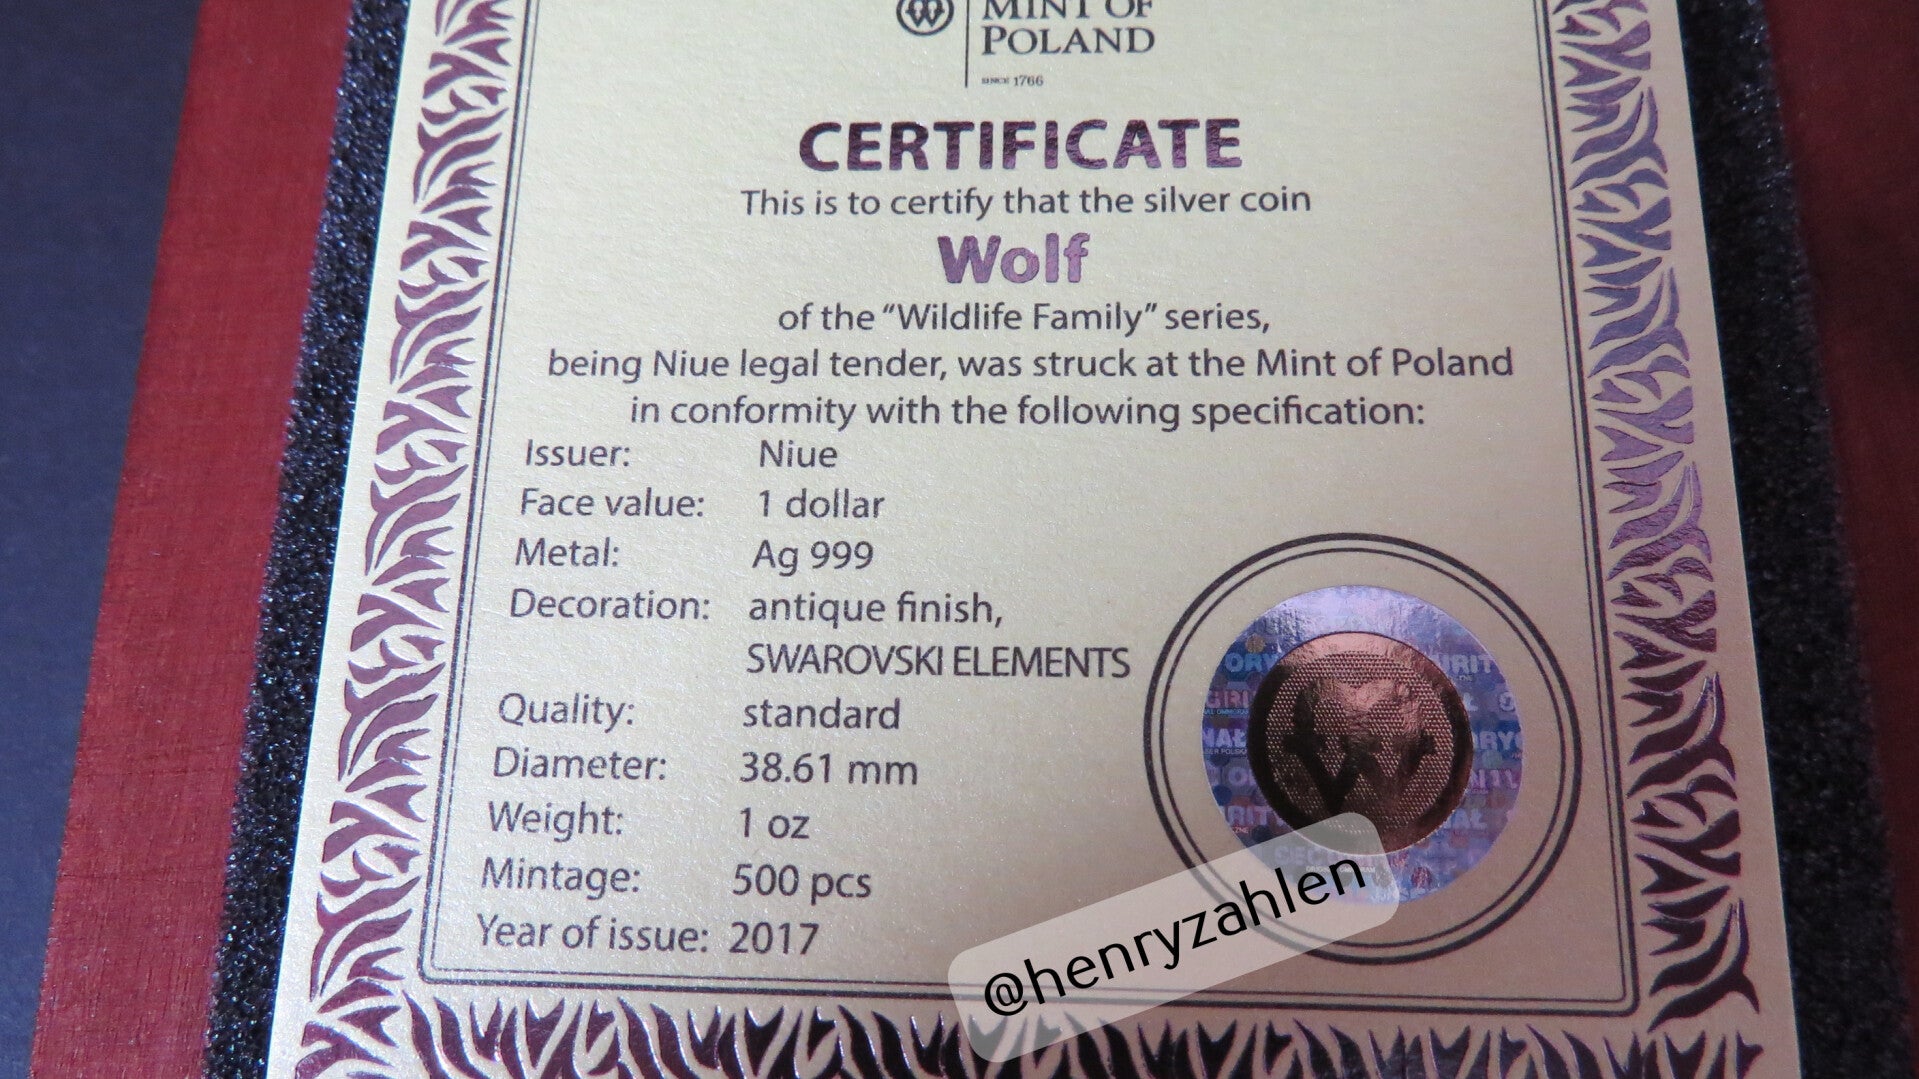 MINT OF
POLAND
SINCE 1766
CERTIFICATE
This is to certify that the silver coin
Wolf
of the “Wildlife Family” series,
being Niue legal tender, was struck at the Mint of Poland
in conformity with the following specification:
Issuer: Niue
Face value: 1 dollar
Metal: Ag 999
Decoration: antique finish,
SWAROVSKI ELEMENTS
Quality: standard
Diameter: 38.61 mm
Weight: 1 oz
Mintage: 500 pcs
Year of issue: 2017
@henryzahlen